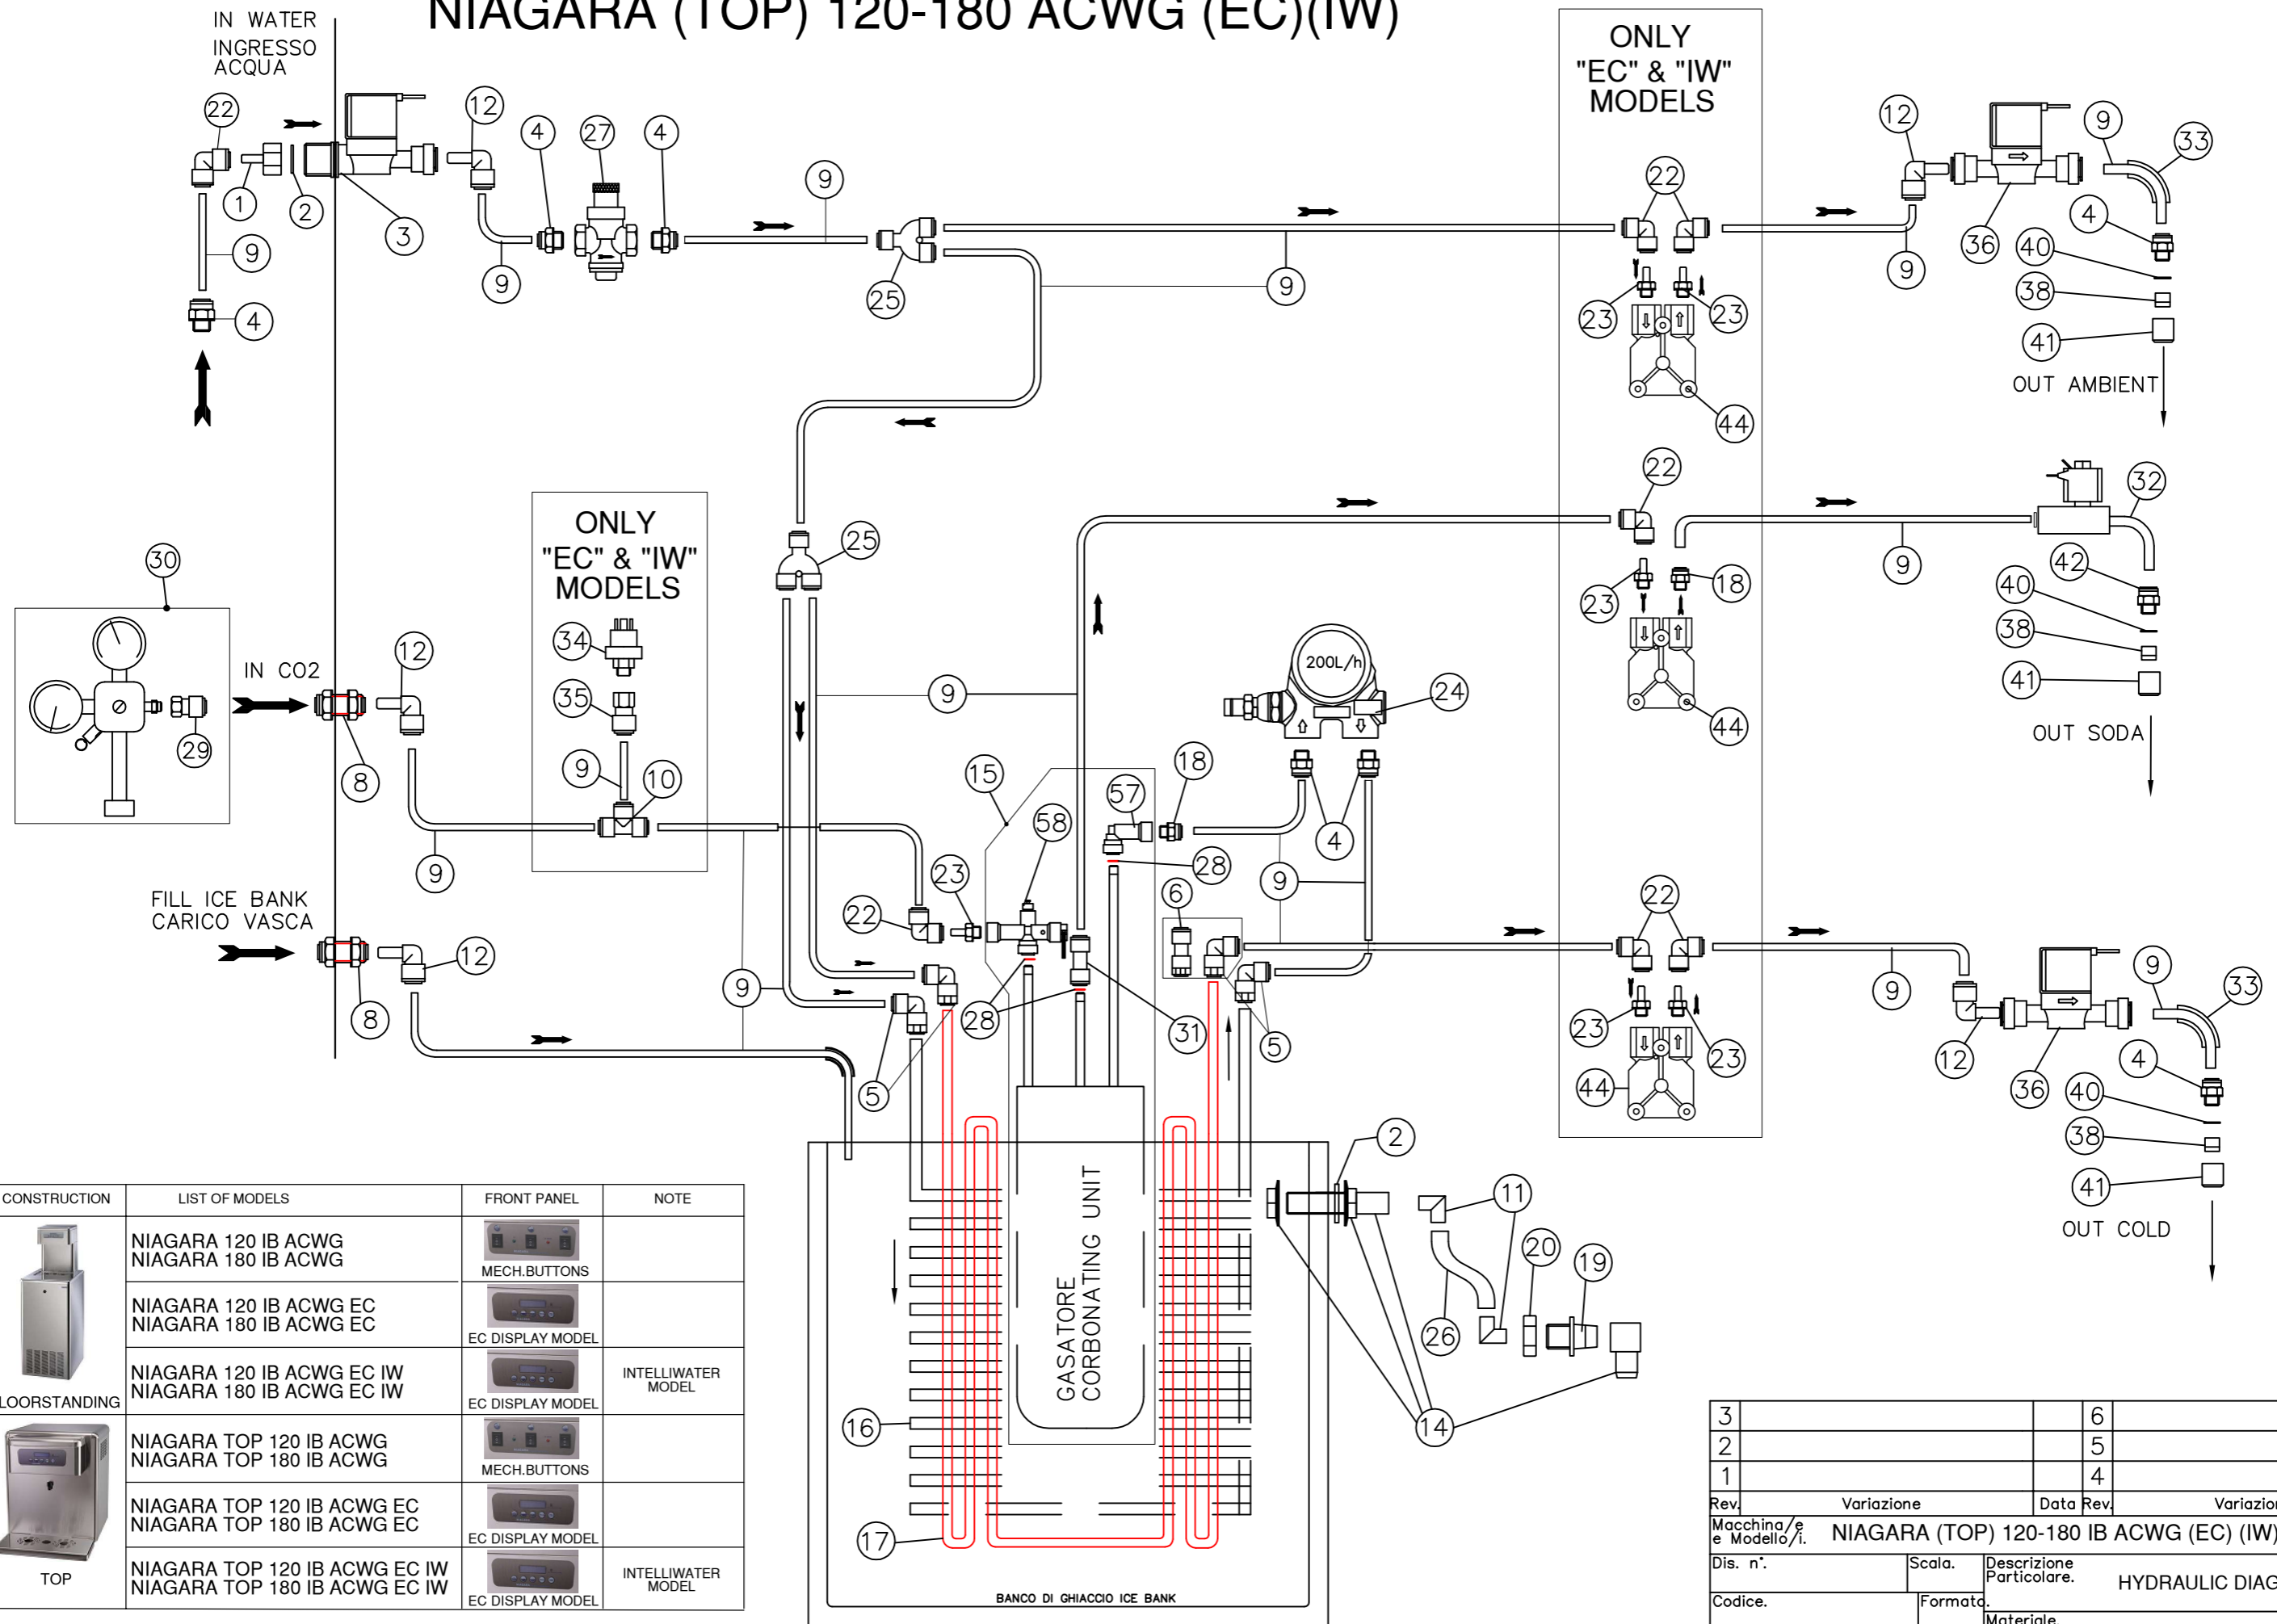 NIAGARA (TOP) 120-180 ACWG (EC)(IW)
IN WATER
INGRESSO
ACQUA
22
1
2
3
9
4
12
9
4
27
4
9
25
9
ONLY
"EC" & "IW"
MODELS
22
23
23
44
12
9
36
9
33
4
40
38
41
OUT AMBIENT
22
23
18
44
9
32
42
40
38
41
OUT SODA
30
29
IN CO2
8
12
9
ONLY
"EC" & "IW"
MODELS
34
35
9
10
25
9
200L/h
24
4
15
58
57
18
28
9
6
23
22
28
31
5
9
5
FILL ICE BANK
CARICO VASCA
8
12
22
23
23
44
9
12
36
9
33
4
40
38
41
OUT COLD
GASATORE
CORBONATING UNIT
16
17
BANCO DI GHIACCIO ICE BANK
2
11
26
20
19
14
CONSTRUCTION LIST OF MODELS FRONT PANEL NOTE
NIAGARA 120 IB ACWG
NIAGARA 180 IB ACWG
MECH.BUTTONS
NIAGARA 120 IB ACWG EC
NIAGARA 180 IB ACWG EC
EC DISPLAY MODEL
NIAGARA 120 IB ACWG EC IW
NIAGARA 180 IB ACWG EC IW
EC DISPLAY MODEL
INTELLIWATER
MODEL
LOORSTANDING
NIAGARA TOP 120 IB ACWG
NIAGARA TOP 180 IB ACWG
MECH.BUTTONS
NIAGARA TOP 120 IB ACWG EC
NIAGARA TOP 180 IB ACWG EC
EC DISPLAY MODEL
NIAGARA TOP 120 IB ACWG EC IW
NIAGARA TOP 180 IB ACWG EC IW
EC DISPLAY MODEL
INTELLIWATER
MODEL
TOP
3 6
2 5
1 4
Rev. Variazione Data Rev. Variazion
Macchina/e
e Modello/i.
NIAGARA (TOP) 120-180 IB ACWG (EC) (IW)
Dis. n°. Scala. Descrizione
Particolare.
HYDRAULIC DIAG
Codice. Formato.
Materiale.